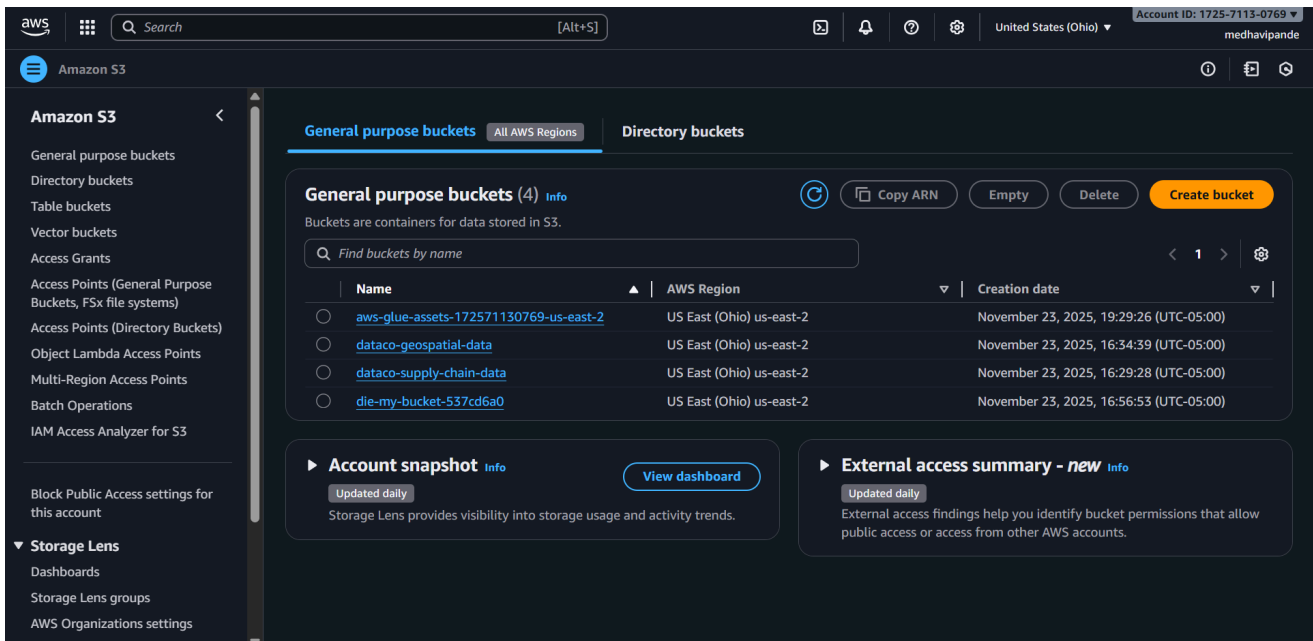 aws
Search [Alt+S]
United States (Ohio) ▼
Account ID: 1725-7113-0769 ▼
medhavipande
Amazon S3
Amazon S3
General purpose buckets
Directory buckets
Table buckets
Vector buckets
Access Grants
Access Points (General Purpose
Buckets, FSx file systems)
Access Points (Directory Buckets)
Object Lambda Access Points
Multi-Region Access Points
Batch Operations
IAM Access Analyzer for S3
Block Public Access settings for
this account
Storage Lens
Dashboards
Storage Lens groups
AWS Organizations settings
General purpose buckets All AWS Regions Directory buckets
General purpose buckets (4) Info
Copy ARN Empty Delete Create bucket
Buckets are containers for data stored in S3.
Find buckets by name
1
Name AWS Region Creation date
aws-glue-assets-172571130769-us-east-2 US East (Ohio) us-east-2 November 23, 2025, 19:29:26 (UTC-05:00)
dataco-geospatial-data US East (Ohio) us-east-2 November 23, 2025, 16:34:39 (UTC-05:00)
dataco-supply-chain-data US East (Ohio) us-east-2 November 23, 2025, 16:29:28 (UTC-05:00)
die-my-bucket-537cd6a0 US East (Ohio) us-east-2 November 23, 2025, 16:56:53 (UTC-05:00)
Account snapshot Info
View dashboard
Updated daily
Storage Lens provides visibility into storage usage and activity trends.
External access summary - new Info
Updated daily
External access findings help you identify bucket permissions that allow
public access or access from other AWS accounts.